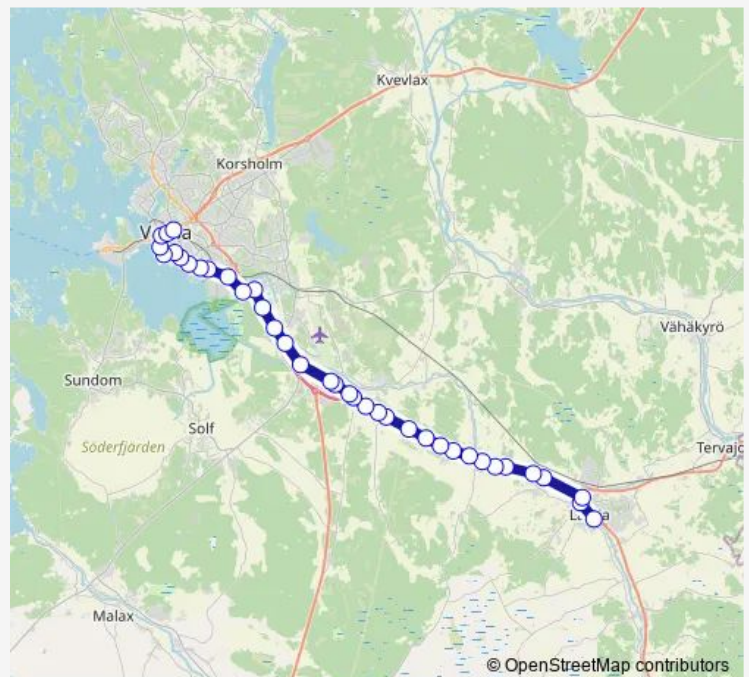 Kvevlax
Korsholm
Vähäkyrö
Sundom
Solf
Söderfjärden
Tervajo
Malax
© OpenStreetMap contributors